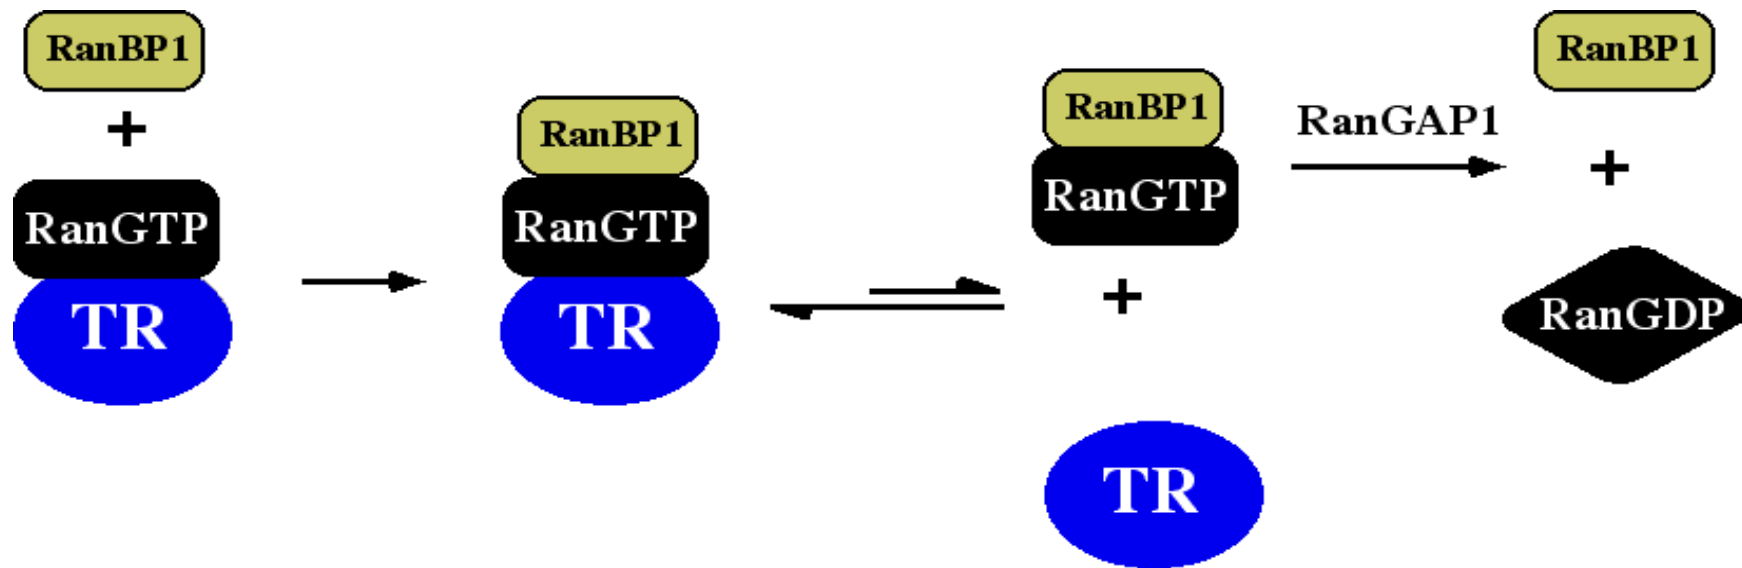 RanBP1
+
RanGTP
TR
RanBP1
RanGTP
TR
RanBP1
RanGTP
+
TR
RanGAP1
RanBP1
+
RanGDP